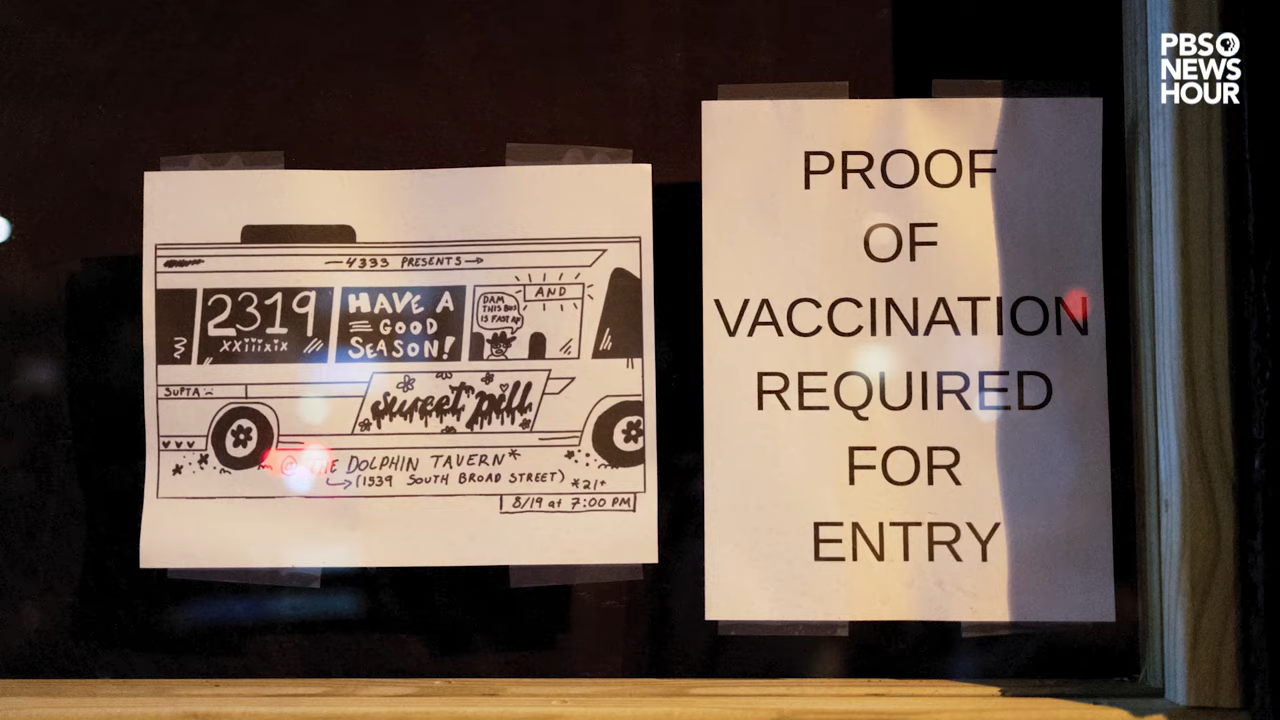 PBS
NEWS
HOUR
4333 PRESENTS
2319
xxiiixix
HAVE A
GOOD
SEASON!
DAM
THIS BUS
IS FAST AF
AND
SUPTA
sweet pill
@ THE DOLPHIN TAVERN*
(1539 SOUTH BROAD STREET)
*21+
8/19 at 7:00 PM
PROOF
OF
VACCINATION
REQUIRED
FOR
ENTRY